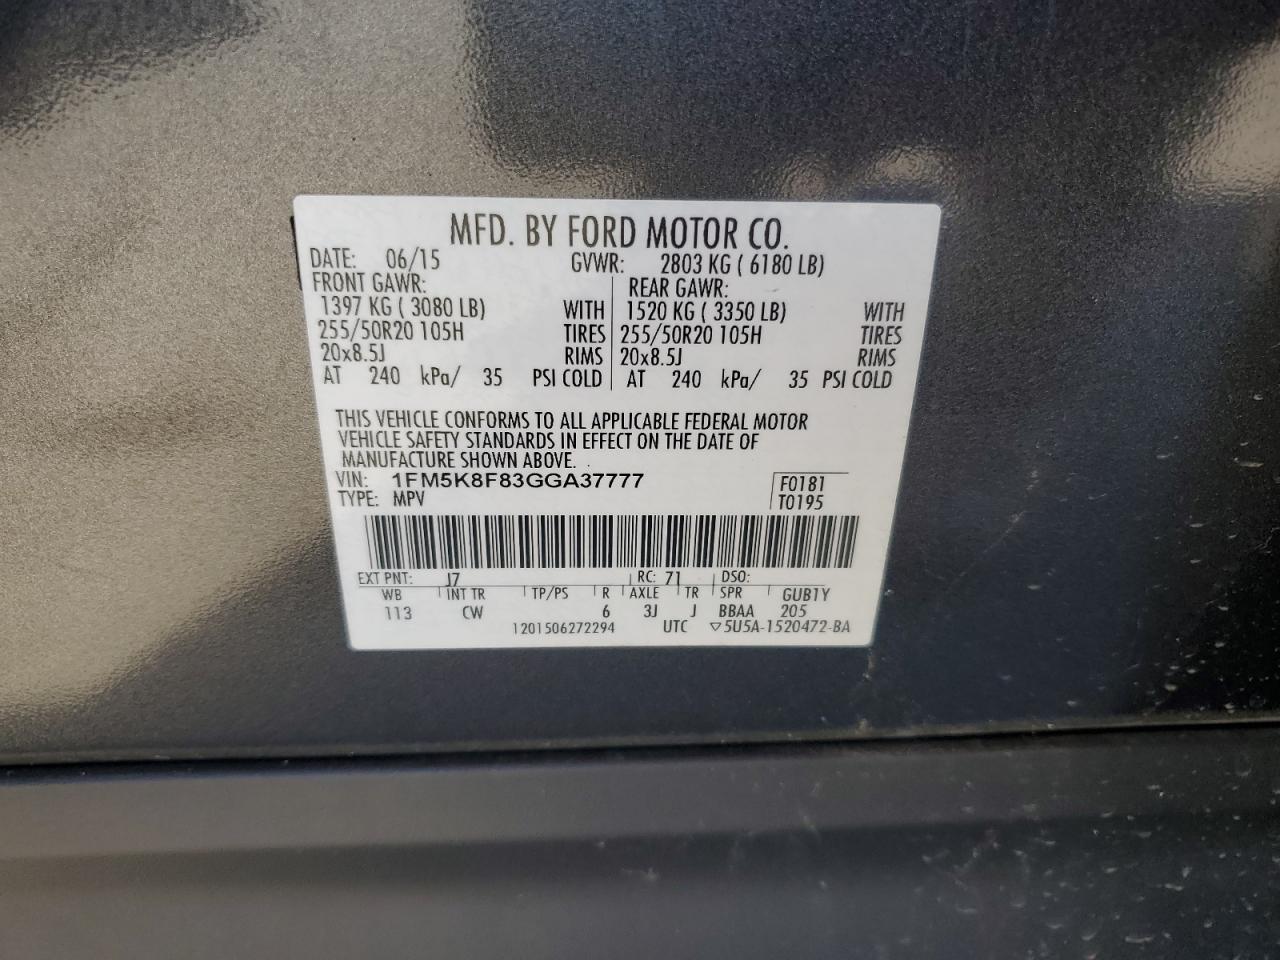 MFD. BY FORD MOTOR CO.
DATE: 06/15 GVWR: 2803 KG ( 6180 LB)
FRONT GAWR: REAR GAWR:
1397 KG ( 3080 LB) WITH 1520 KG ( 3350 LB) WITH
255/50R20 105H TIRES 255/50R20 105H TIRES
20x8.5J RIMS 20x8.5J RIMS
AT 240 kPa/ 35 PSI COLD AT 240 kPa/ 35 PSI COLD
THIS VEHICLE CONFORMS TO ALL APPLICABLE FEDERAL MOTOR
VEHICLE SAFETY STANDARDS IN EFFECT ON THE DATE OF
MANUFACTURE SHOWN ABOVE.
VIN: 1FM5K8F83GGA37777 F0181
TYPE: MPV T0195
EXT PNT: J7 RC: 71 DSO:
WB INT TR TP/PS R AXLE TR SPR GUB1Y
113 CW 6 3J J BBAA 205
1201506272294 UTC ▽5U5A-1520472-BA